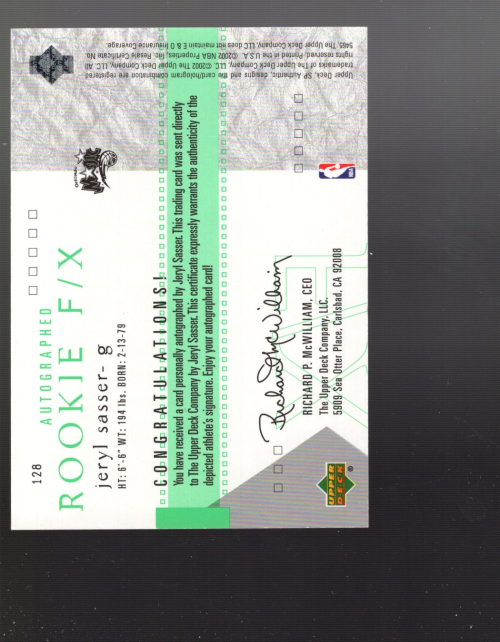 128
AUTOGRAPHED
ROOKIE F/X
jeryl sasser- g
HT: 6'-6" WT: 194 lbs. BORN: 2-13-79
CONGRATULATIONS!
You have received a card personally autographed by Jeryl Sasser. This trading card was sent directly
to The Upper Deck Company by Jeryl Sasser. This certificate expressly warrants the authenticity of the
depicted athlete's signature. Enjoy your autographed card!
Richard P. McWilliam
RICHARD P. McWILLIAM, CEO
The Upper Deck Company, LLC.
5909 Sea Otter Place, Carlsbad, CA 92008
UPPER
DECK
®
NBA
Upper Deck, SP Authentic, designs and the card/hologram combination are registered
trademarks of The Upper Deck Company, LLC. © 2002 The Upper Deck Company, LLC. All
rights reserved. Printed in the U.S.A. ©2002 NBA Properties, Inc. Resale Certificate No.
5465. The Upper Deck Company, LLC does not maintain E & O Insurance Coverage.